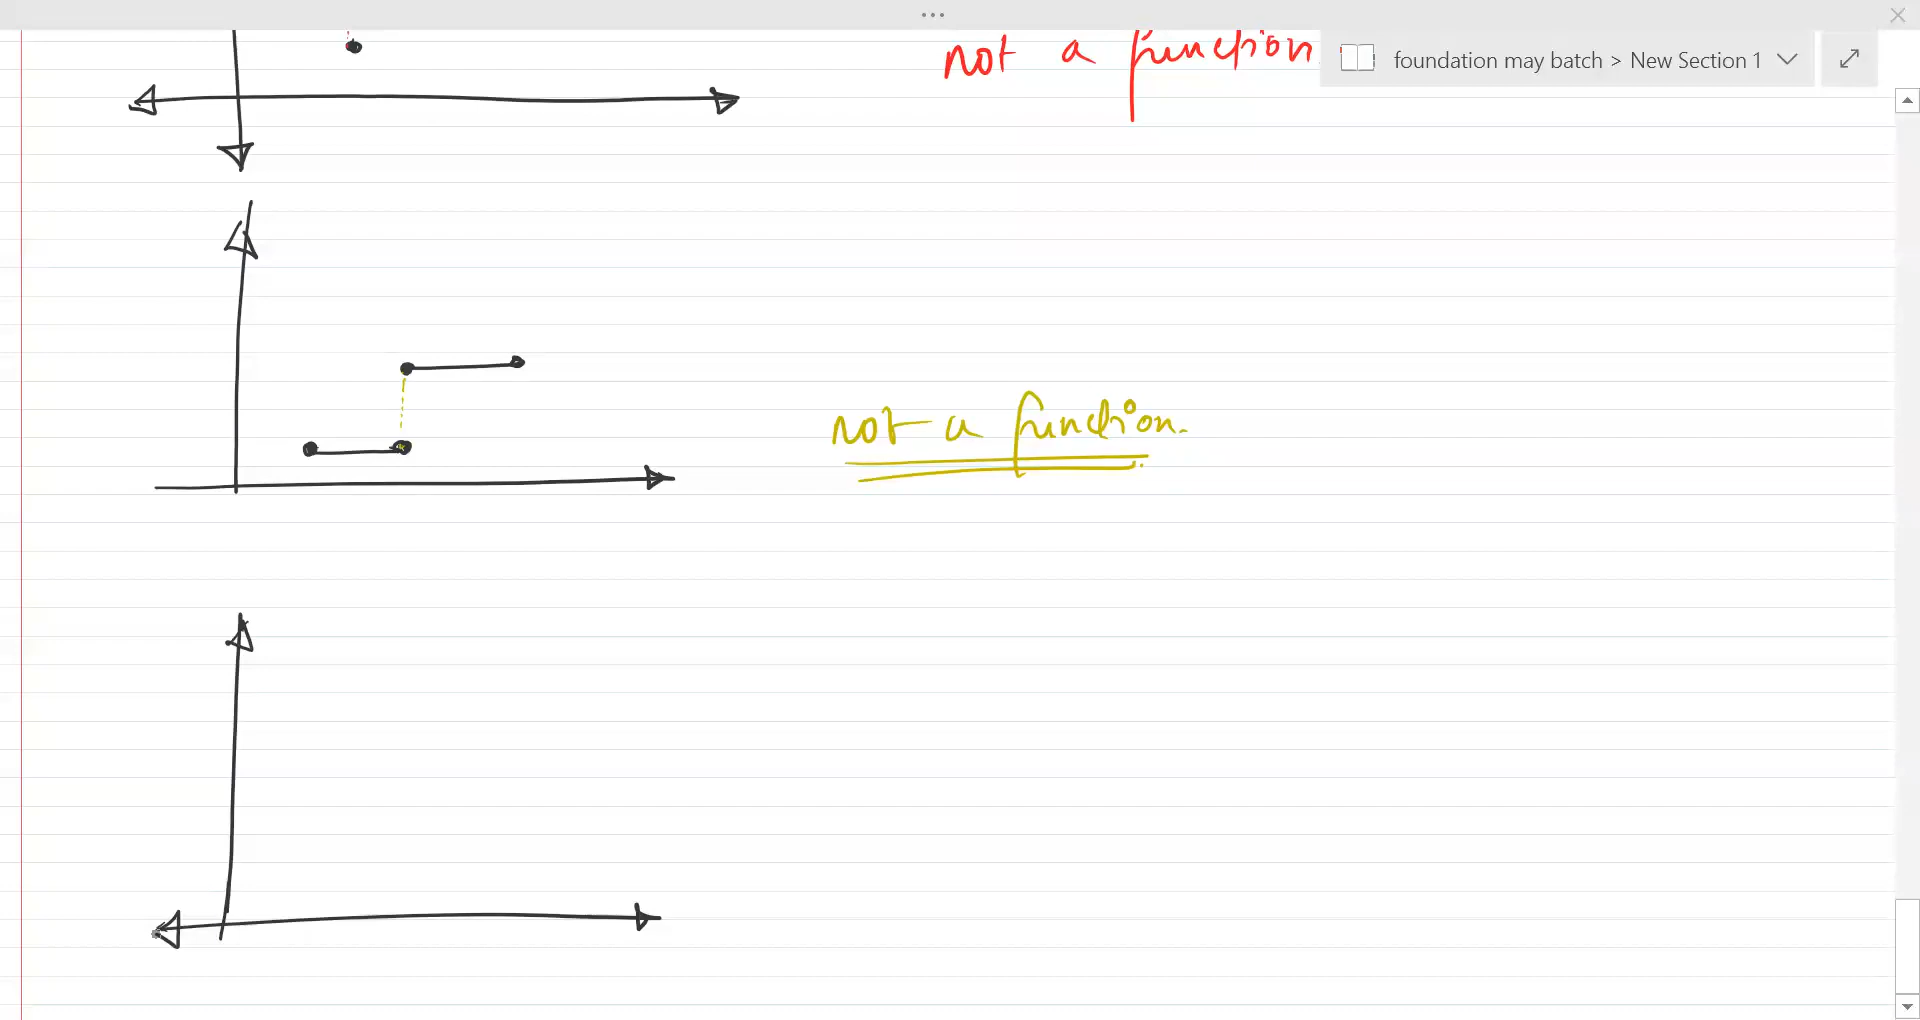 not a function
foundation may batch > New Section 1
not a function.